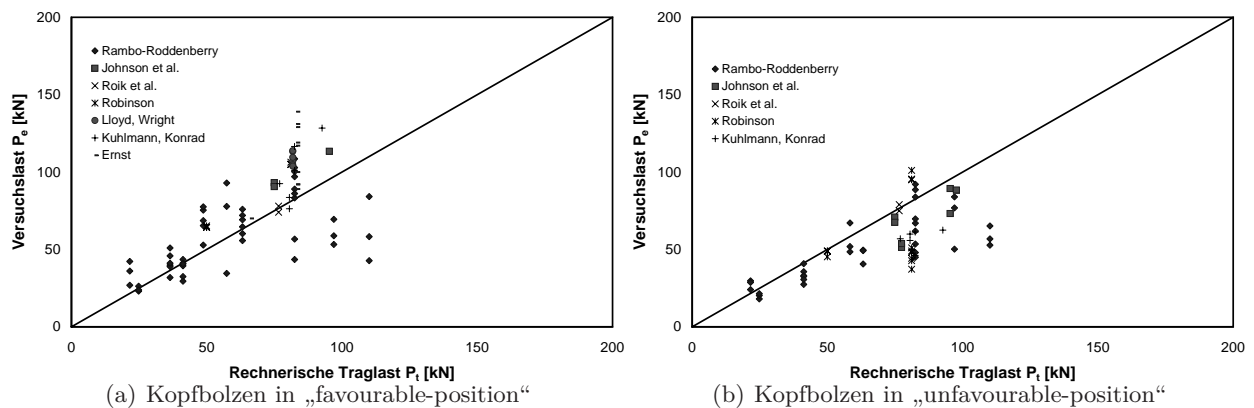 200
150
100
50
0
Versuchslast Pe [kN]
Rambo-Roddenberry
Johnson et al.
Roik et al.
Robinson
Lloyd, Wright
Kuhlmann, Konrad
Ernst
0 50 100 150 200
Rechnerische Traglast Pt [kN]
(a) Kopfbolzen in „favourable-position“
200
150
100
50
0
Versuchslast Pe [kN]
Rambo-Roddenberry
Johnson et al.
Roik et al.
Robinson
Kuhlmann, Konrad
0 50 100 150 200
Rechnerische Traglast Pt [kN]
(b) Kopfbolzen in „unfavourable-position“